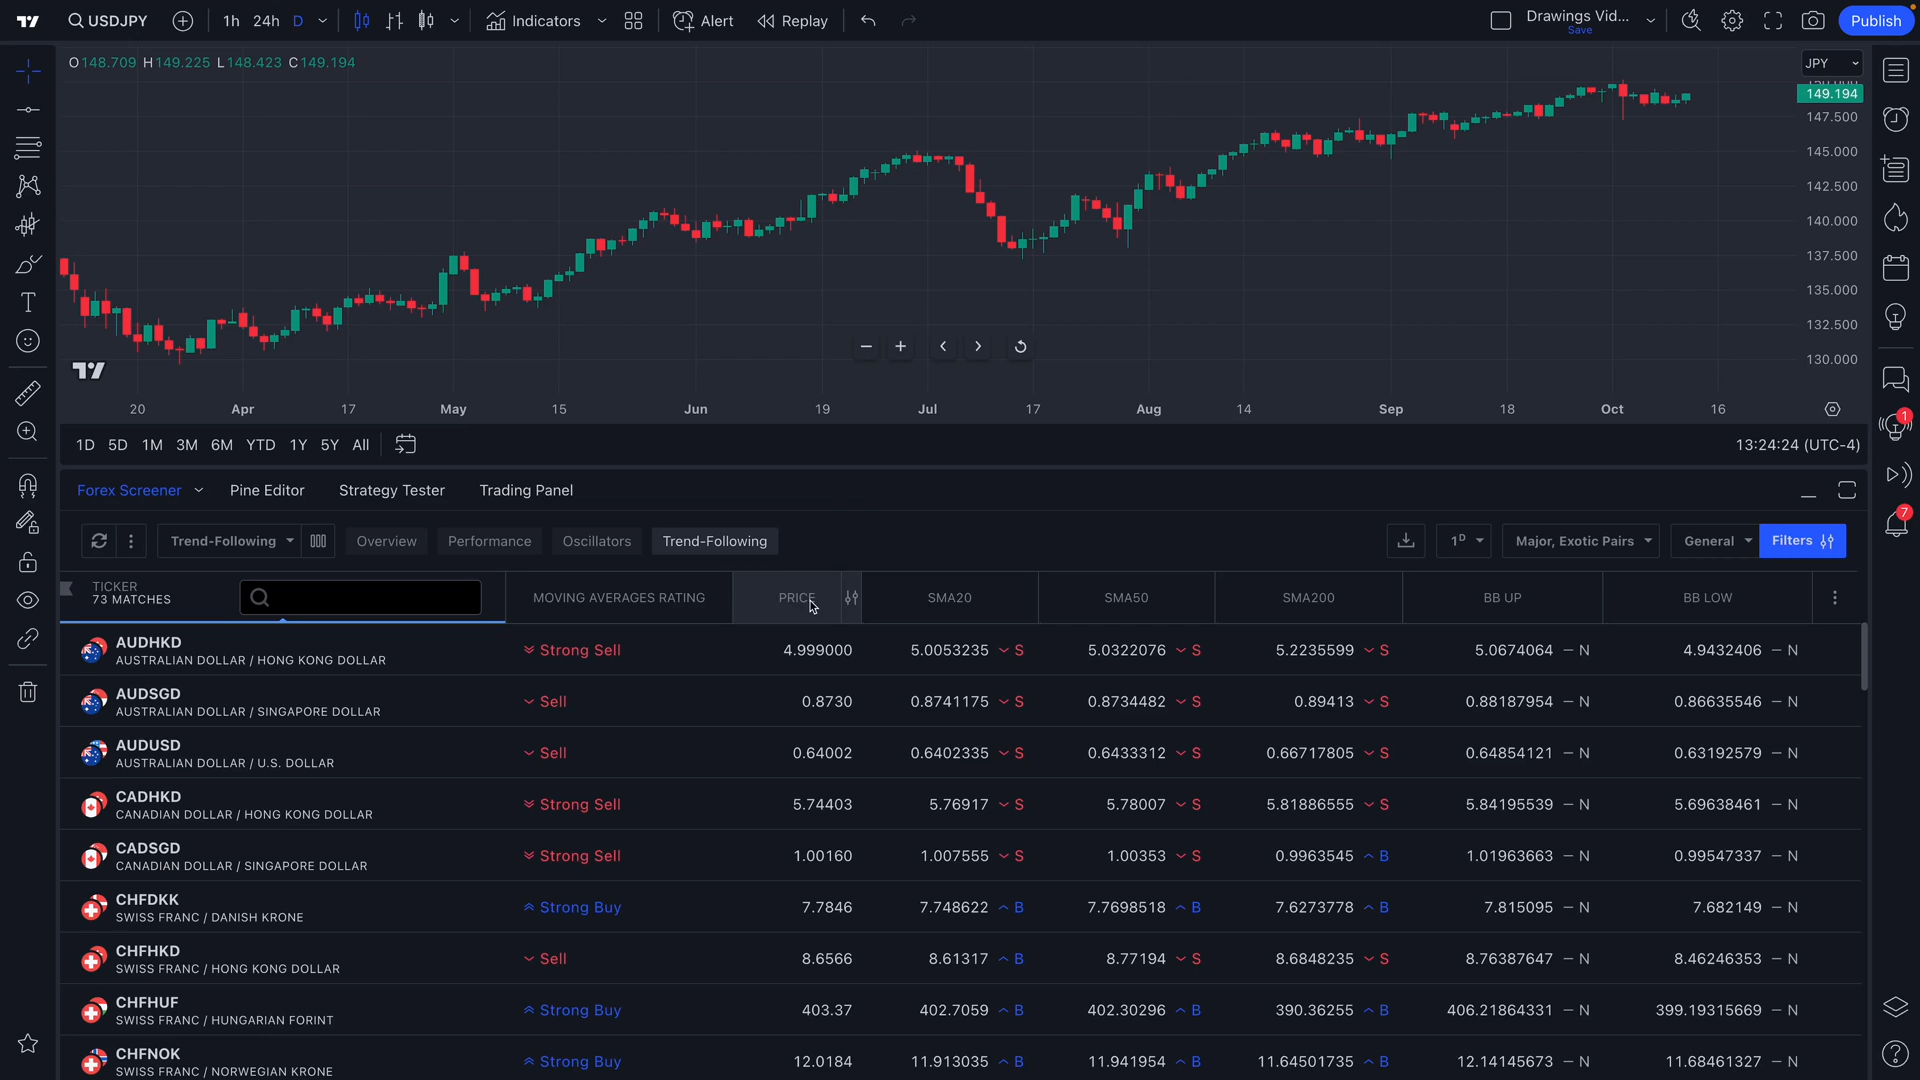 USDJPY 1h 24h D Indicators Alert Replay Drawings Vid... Save Publish
O148.709 H149.225 L148.423 C149.194
JPY
149.194
147.500
145.000
142.500
140.000
137.500
135.000
132.500
130.000
20 Apr 17 May 15 Jun 19 Jul 17 Aug 14 Sep 18 Oct 16
1D 5D 1M 3M 6M YTD 1Y 5Y All 13:24:24 (UTC-4)
1
7
Forex Screener Pine Editor Strategy Tester Trading Panel
Trend-Following Overview Performance Oscillators Trend-Following 1D Major, Exotic Pairs General Filters
TICKER
73 MATCHES
MOVING AVERAGES RATING PRICE SMA20 SMA50 SMA200 BB UP BB LOW
AUDHKD
AUSTRALIAN DOLLAR / HONG KONG DOLLAR
Strong Sell 4.999000 5.0053235 S 5.0322076 S 5.2235599 S 5.0674064 — N 4.9432406 — N
AUDSGD
AUSTRALIAN DOLLAR / SINGAPORE DOLLAR
Sell 0.8730 0.8741175 S 0.8734482 S 0.89413 S 0.88187954 — N 0.86635546 — N
AUDUSD
AUSTRALIAN DOLLAR / U.S. DOLLAR
Sell 0.64002 0.6402335 S 0.6433312 S 0.66717805 S 0.64854121 — N 0.63192579 — N
CADHKD
CANADIAN DOLLAR / HONG KONG DOLLAR
Strong Sell 5.74403 5.76917 S 5.78007 S 5.81886555 S 5.84195539 — N 5.69638461 — N
CADSGD
CANADIAN DOLLAR / SINGAPORE DOLLAR
Strong Sell 1.00160 1.007555 S 1.00353 S 0.9963545 B 1.01963663 — N 0.99547337 — N
CHFDKK
SWISS FRANC / DANISH KRONE
Strong Buy 7.7846 7.748622 B 7.7698518 B 7.6273778 B 7.815095 — N 7.682149 — N
CHFHKD
SWISS FRANC / HONG KONG DOLLAR
Sell 8.6566 8.61317 B 8.77194 S 8.6848235 S 8.76387647 — N 8.46246353 — N
CHFHUF
SWISS FRANC / HUNGARIAN FORINT
Strong Buy 403.37 402.7059 B 402.30296 B 390.36255 B 406.21864331 — N 399.19315669 — N
CHFNOK
SWISS FRANC / NORWEGIAN KRONE
Strong Buy 12.0184 11.913035 B 11.941954 B 11.64501735 B 12.14145673 — N 11.68461327 — N